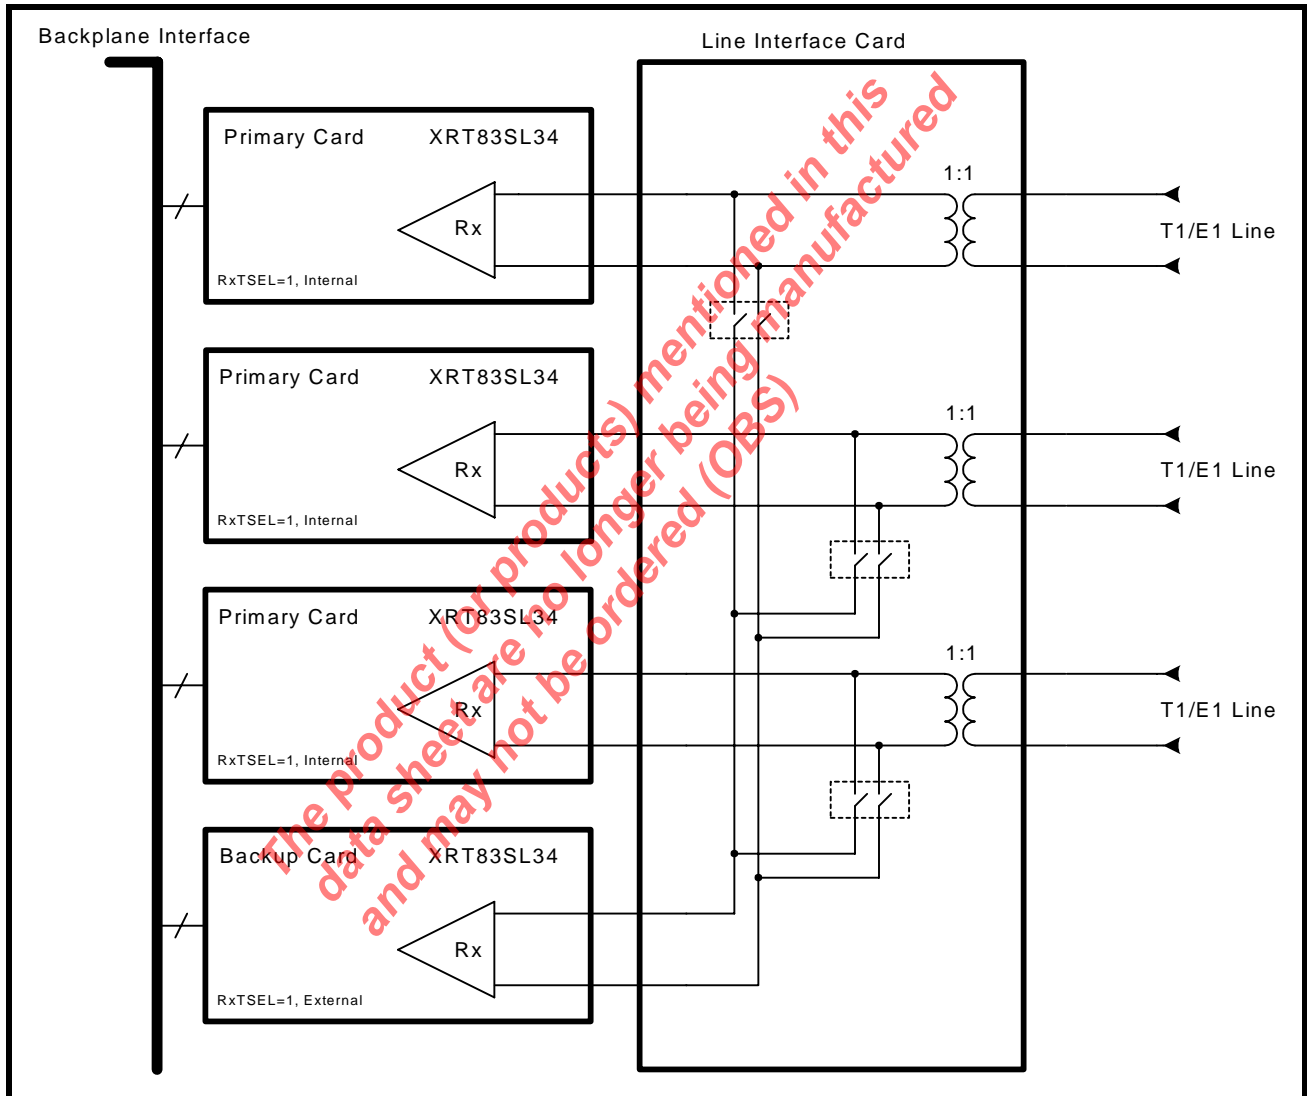 Backplane Interface
Line Interface Card
Primary Card XRT83SL34
1:1
Rx
T1/E1 Line
RxTSEL=1, Internal
Primary Card XRT83SL34
1:1
Rx
T1/E1 Line
RxTSEL=1, Internal
Primary Card XRT83SL34
1:1
Rx
T1/E1 Line
RxTSEL=1, Internal
Backup Card XRT83SL34
Rx
RxTSEL=1, External
The product (or products) mentioned in this
data sheet are no longer being manufactured
and may not be ordered (OBS)